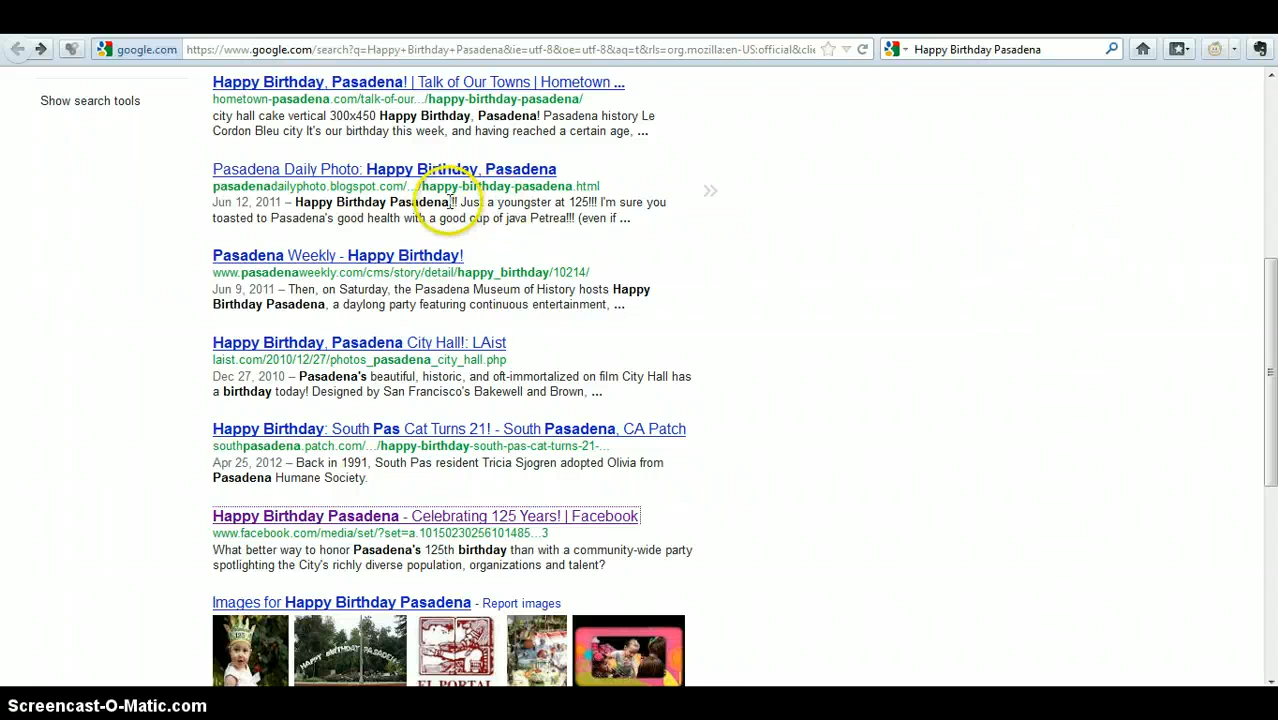 google.com
https://www.google.com/search?q=Happy+Birthday+Pasadena&ie=utf-8&oe=utf-8&aq=t&rls=org.mozilla:en-US:official&clie
Happy Birthday Pasadena
Show search tools
Happy Birthday, Pasadena! | Talk of Our Towns | Hometown ...
hometown-pasadena.com/talk-of-our.../happy-birthday-pasadena/
city hall cake vertical 300x450 Happy Birthday, Pasadena! Pasadena history Le
Cordon Bleu city It's our birthday this week, and having reached a certain age, ...
Pasadena Daily Photo: Happy Birthday, Pasadena
pasadenadailyphoto.blogspot.com/.../happy-birthday-pasadena.html
Jun 12, 2011 – Happy Birthday Pasadena!!! Just a youngster at 125!!! I'm sure you
toasted to Pasadena's good health with a good cup of java Petrea!!! (even if ...
Pasadena Weekly - Happy Birthday!
www.pasadenaweekly.com/cms/story/detail/happy_birthday/10214/
Jun 9, 2011 – Then, on Saturday, the Pasadena Museum of History hosts Happy
Birthday Pasadena, a daylong party featuring continuous entertainment, ...
Happy Birthday, Pasadena City Hall!: LAist
laist.com/2010/12/27/photos_pasadena_city_hall.php
Dec 27, 2010 – Pasadena's beautiful, historic, and oft-immortalized on film City Hall has
a birthday today! Designed by San Francisco's Bakewell and Brown, ...
Happy Birthday: South Pas Cat Turns 21! - South Pasadena, CA Patch
southpasadena.patch.com/.../happy-birthday-south-pas-cat-turns-21-...
Apr 25, 2012 – Back in 1991, South Pas resident Tricia Sjogren adopted Olivia from
Pasadena Humane Society.
Happy Birthday Pasadena - Celebrating 125 Years! | Facebook
www.facebook.com/media/set/?set=a.10150230256101485...3
What better way to honor Pasadena's 125th birthday than with a community-wide party
spotlighting the City's richly diverse population, organizations and talent?
Images for Happy Birthday Pasadena - Report images
125
HAPPY BIRTHDAY PASADENA
EL PORTAL
Screencast-O-Matic.com